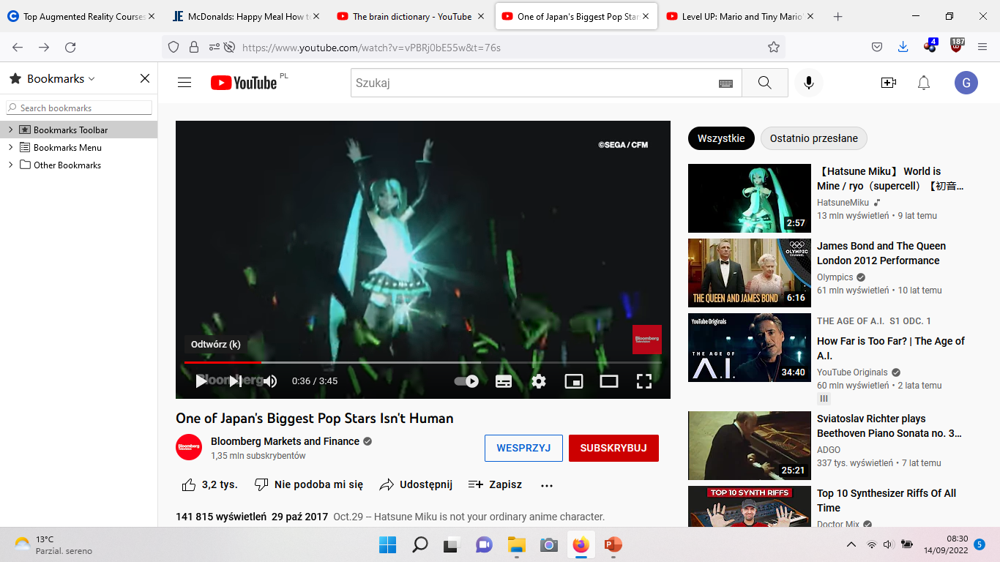 Top Augmented Reality Courses
McDonalds: Happy Meal How to
The brain dictionary - YouTube
One of Japan's Biggest Pop Star
Level UP: Mario and Tiny Mario'
https://www.youtube.com/watch?v=vPBRj0bE55w&t=76s
4
187
Bookmarks
Search bookmarks
Bookmarks Toolbar
Bookmarks Menu
Other Bookmarks
YouTube PL
Szukaj
G
©SEGA / CFM
Bloomberg
Television
Odtwórz (k)
Bloomberg
0:36 / 3:45
One of Japan's Biggest Pop Stars Isn't Human
Bloomberg Markets and Finance
1,35 mln subskrybentów
WESPRZYJ
SUBSKRYBUJ
3,2 tys.
Nie podoba mi się
Udostępnij
Zapisz
141 815 wyświetleń 29 paź 2017 Oct.29 – Hatsune Miku is not your ordinary anime character.
Wszystkie
Ostatnio przesłane
2:57
【Hatsune Miku】 World is
Mine / ryo（supercell）【初音…
HatsuneMiku
13 mln wyświetleń • 9 lat temu
OLYMPIC
CHANNEL
THE QUEEN AND JAMES BOND
6:16
James Bond and The Queen
London 2012 Performance
Olympics
61 mln wyświetleń • 10 lat temu
YouTube Originals
THE AGE OF
A.I.
34:40
THE AGE OF A.I. S1 ODC. 1
How Far is Too Far? | The Age of
A.I.
YouTube Originals
60 mln wyświetleń • 2 lata temu
25:21
Sviatoslav Richter plays
Beethoven Piano Sonata no. 3…
ADGO
337 tys. wyświetleń • 7 lat temu
TOP 10 SYNTH RIFFS
Top 10 Synthesizer Riffs Of All
Time
Doctor Mix
13°C
Parzial. sereno
08:30
14/09/2022
5